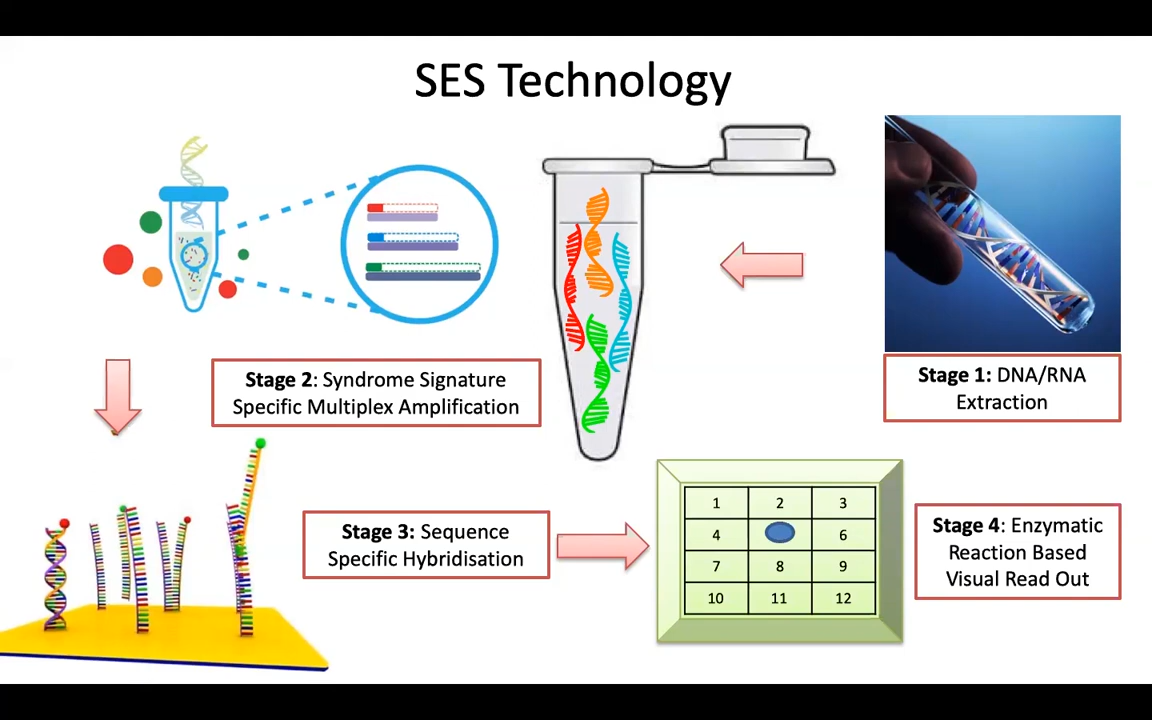 SES Technology
Stage 1: DNA/RNA
Extraction
Stage 2: Syndrome Signature
Specific Multiplex Amplification
Stage 3: Sequence
Specific Hybridisation
1 2 3
4 6
7 8 9
10 11 12
Stage 4: Enzymatic
Reaction Based
Visual Read Out